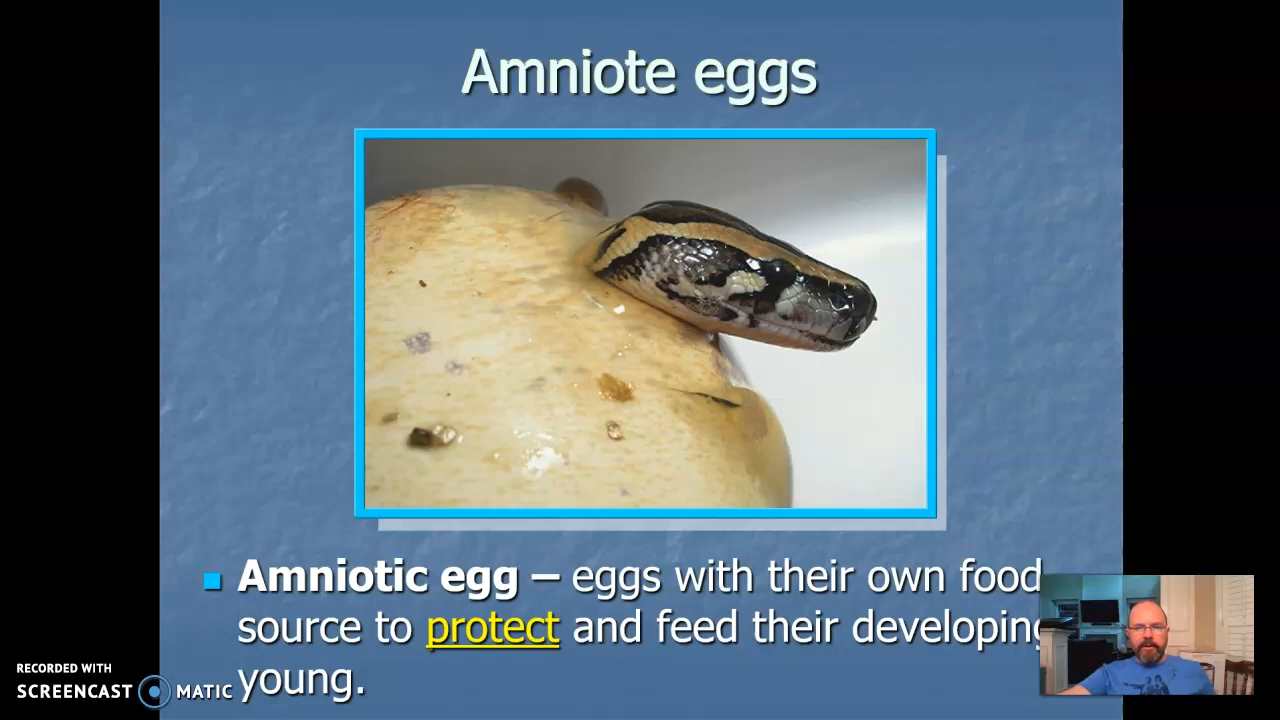 Amniote eggs
Amniotic egg – eggs with their own food
source to protect and feed their developing
young.
RECORDED WITH
SCREENCAST MATIC